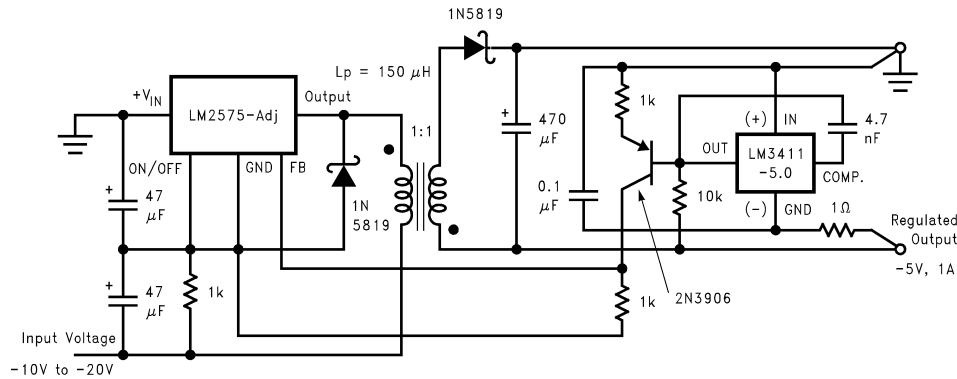 1N5819
Lp = 150 μH
+VIN
Output
LM2575-Adj
1:1
ON/OFF
GND
FB
+
47
μF
1N
5819
+
470
μF
0.1
μF
1k
OUT
(+)
IN
4.7
nF
LM3411
-5.0
COMP.
10k
(-)
GND
1Ω
Regulated
Output
-5V, 1A
+
47
μF
1k
1k
2N3906
Input Voltage
-10V to -20V